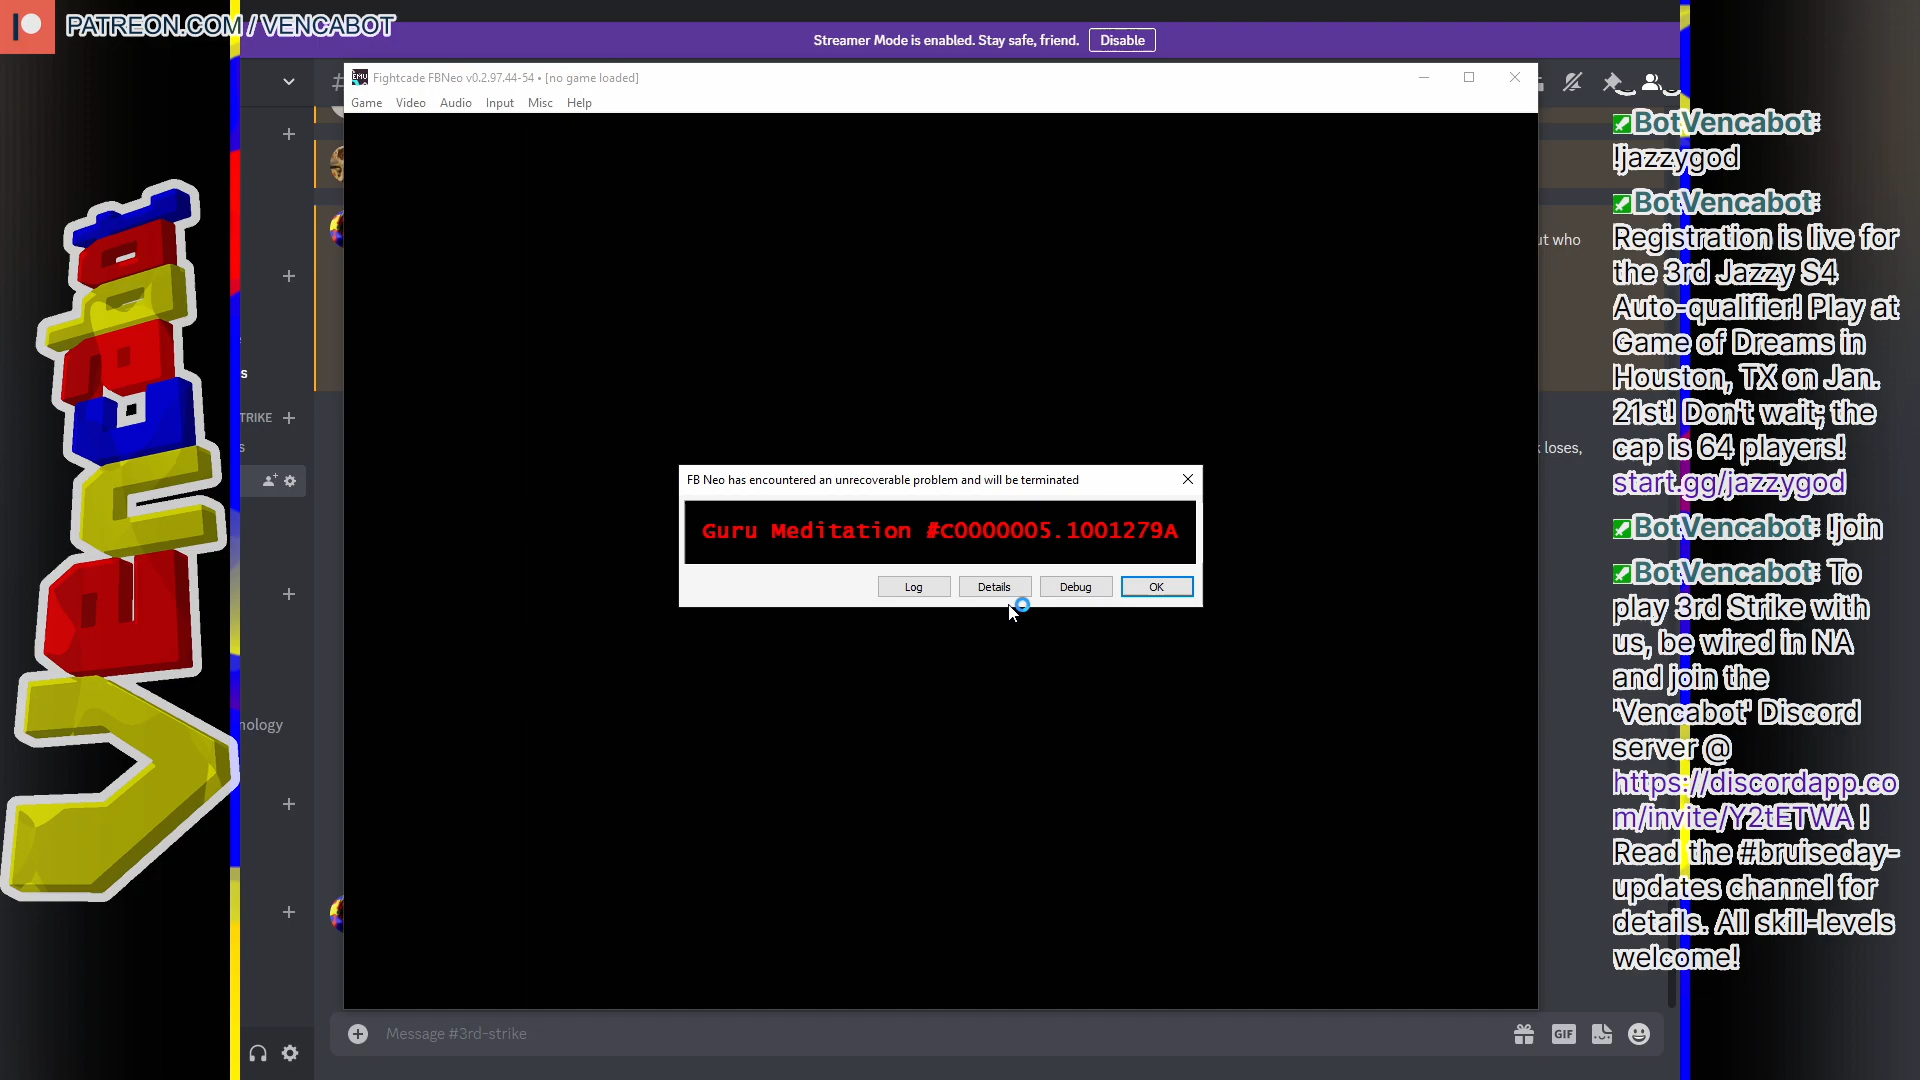 PATREON.COM / VENCABOT
Streamer Mode is enabled. Stay safe, friend. Disable
Fightcade FBNeo v0.2.97.44-54 • [no game loaded]
Game Video Audio Input Misc Help
Vencabot
ut who
s
TRIKE
s
loses,
nology
FB Neo has encountered an unrecoverable problem and will be terminated
Guru Meditation #C0000005.1001279A
Log Details Debug OK
Message #3rd-strike
GIF
BotVencabot:
!jazzygod
BotVencabot:
Registration is live for
the 3rd Jazzy S4
Auto-qualifier! Play at
Game of Dreams in
Houston, TX on Jan.
21st! Don't wait; the
cap is 64 players!
start.gg/jazzygod
BotVencabot: !join
BotVencabot: To
play 3rd Strike with
us, be wired in NA
and join the
'Vencabot' Discord
server @
https://discordapp.co
m/invite/Y2tETWA !
Read the #bruiseday-
updates channel for
details. All skill-levels
welcome!